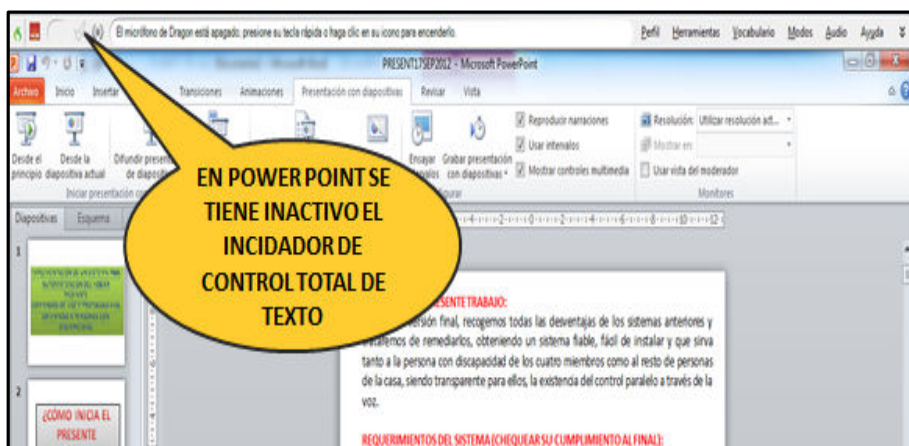 El micrófono de Dragon está apagado, presione su tecla rápida o haga clic en su icono para encenderlo.
Perfil Herramientas Vocabulario Modos Audio Ayuda
PRESENT17SEP2012 - Microsoft PowerPoint
Archivo Inicio Insertar Transiciones Animaciones Presentación con diapositivas Revisar Vista
Desde el principio
Desde la diapositiva actual
Difundir
de
Iniciar presentación
Ensayar
Grabar presentación con diapositivas
Reproducir narraciones
Usar intervalos
Mostrar controles multimedia
Resolución: Utilizar resolución act...
Mostrar en:
Usar vista del moderador
Monitores
EN POWER POINT SE
TIENE INACTIVO EL
INCIDADOR DE
CONTROL TOTAL DE
TEXTO
Diapositivas Esquema
1
2
¿CÓMO INICIA EL
PRESENTE
TRABAJO:
versión final, recogemos todas las desventajas de los sistemas anteriores y
de remediarlos, obteniendo un sistema fiable, fácil de instalar y que sirva
tanto a la persona con discapacidad de los cuatro miembros como al resto de personas
de la casa, siendo transparente para ellos, la existencia del control paralelo a través de la
voz.
REQUERIMIENTOS DEL SISTEMA (CHEQUEAR SU CUMPLIMIENTO AL FINAL):